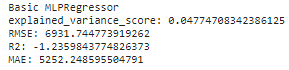 Basic MLPRegressor
explained_variance_score: 0.04774708342386125
RMSE: 6931.744773919262
R2: -1.2359843774826373
MAE: 5252.248595504791